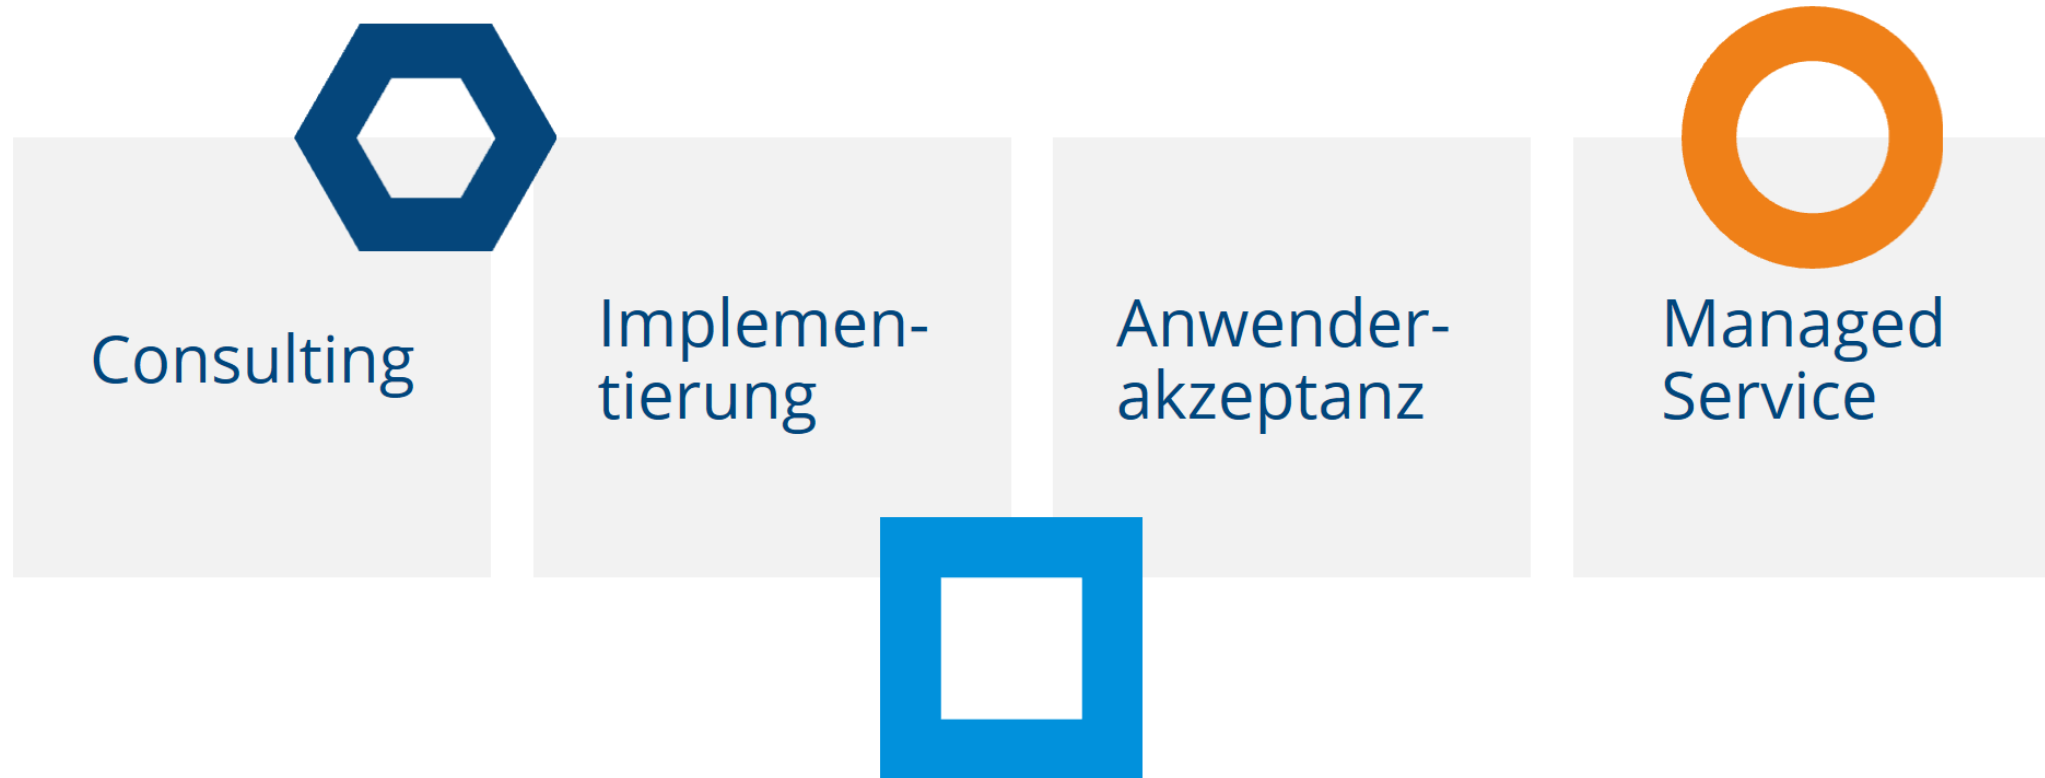 Consulting
Implemen-
tierung
Anwender-
akzeptanz
Managed
Service